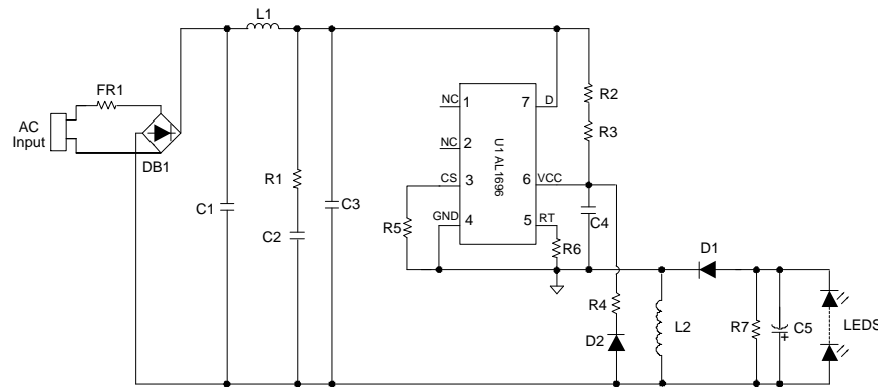 L1
FR1
AC
Input
DB1
C1
R1
C2
C3
NC 1
NC 2
CS 3
GND 4
U1 AL1696
7 D
6 VCC
5 RT
R5
R6
R2
R3
C4
R4
D2
D1
L2
R7
C5
+
LEDS